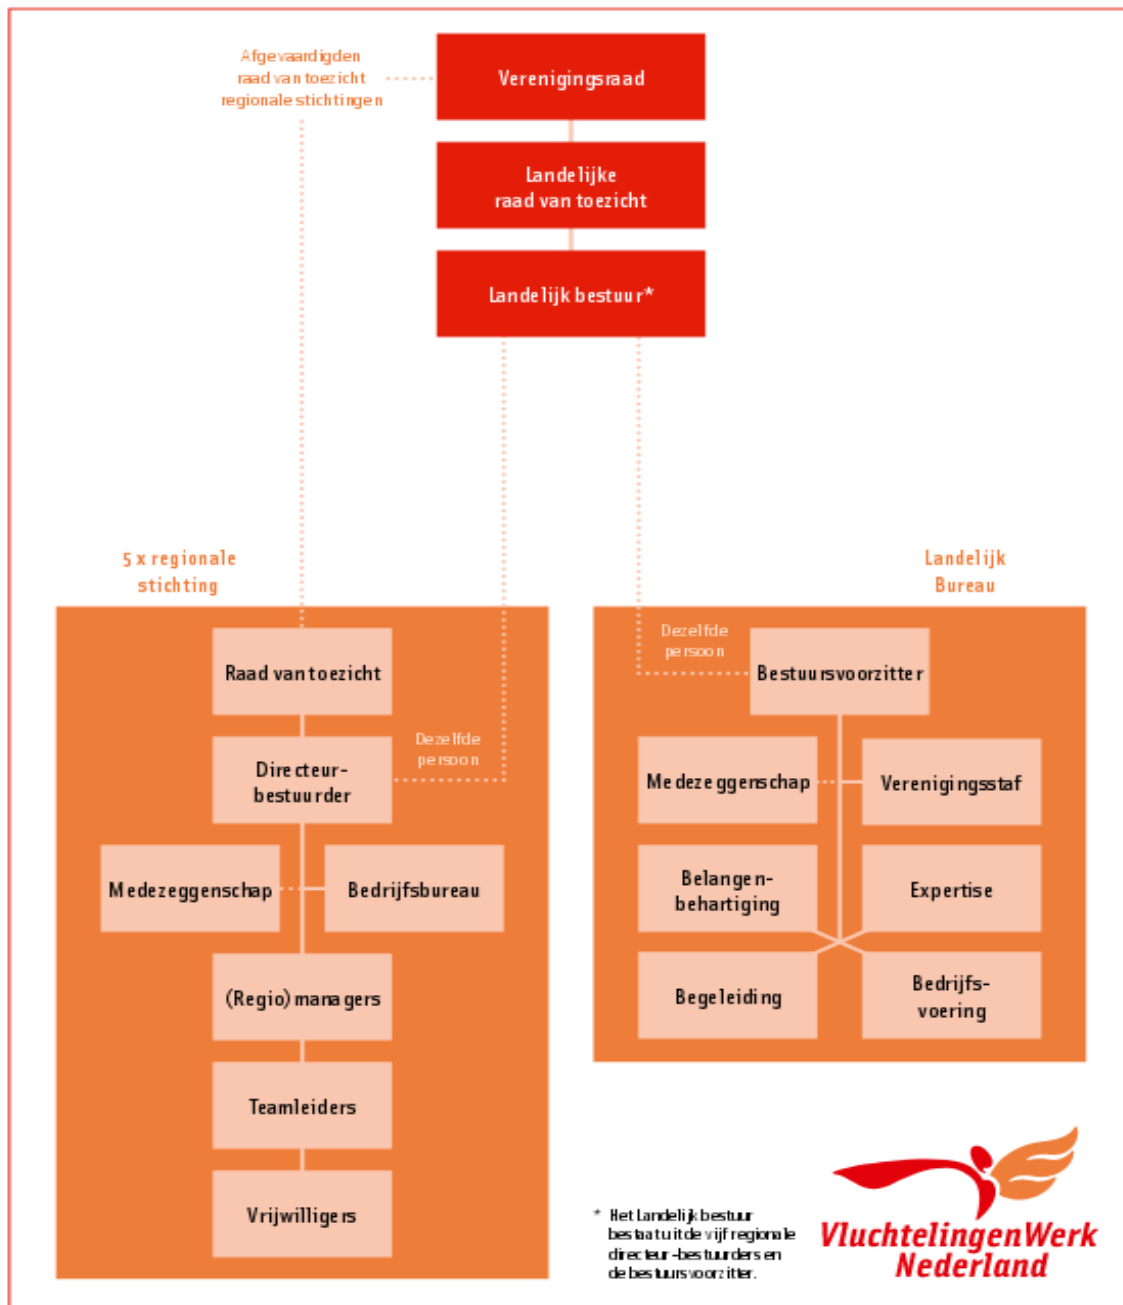 Afgevaardigden
raad van toezicht
regionale stichtingen
Verenigingsraad
Landelijke
raad van toezicht
Landelijk bestuur*
5 x regionale
stichting
Raad van toezicht
Dezelfde
persoon
Directeur-
bestuurder
Medezeggenschap
Bedrijfsbureau
(Regio) managers
Teamleiders
Vrijwilligers
Landelijk
Bureau
Dezelfde
persoon
Bestuursvoorzitter
Medezeggenschap
Verenigingsstaf
Belangen-
behartiging
Expertise
Begeleiding
Bedrijfs-
voering
* Het Landelijk bestuur
bestaat uit de vijf regionale
directeur-bestuurders en
de bestuursvoorzitter.
VluchtelingenWerk
Nederland